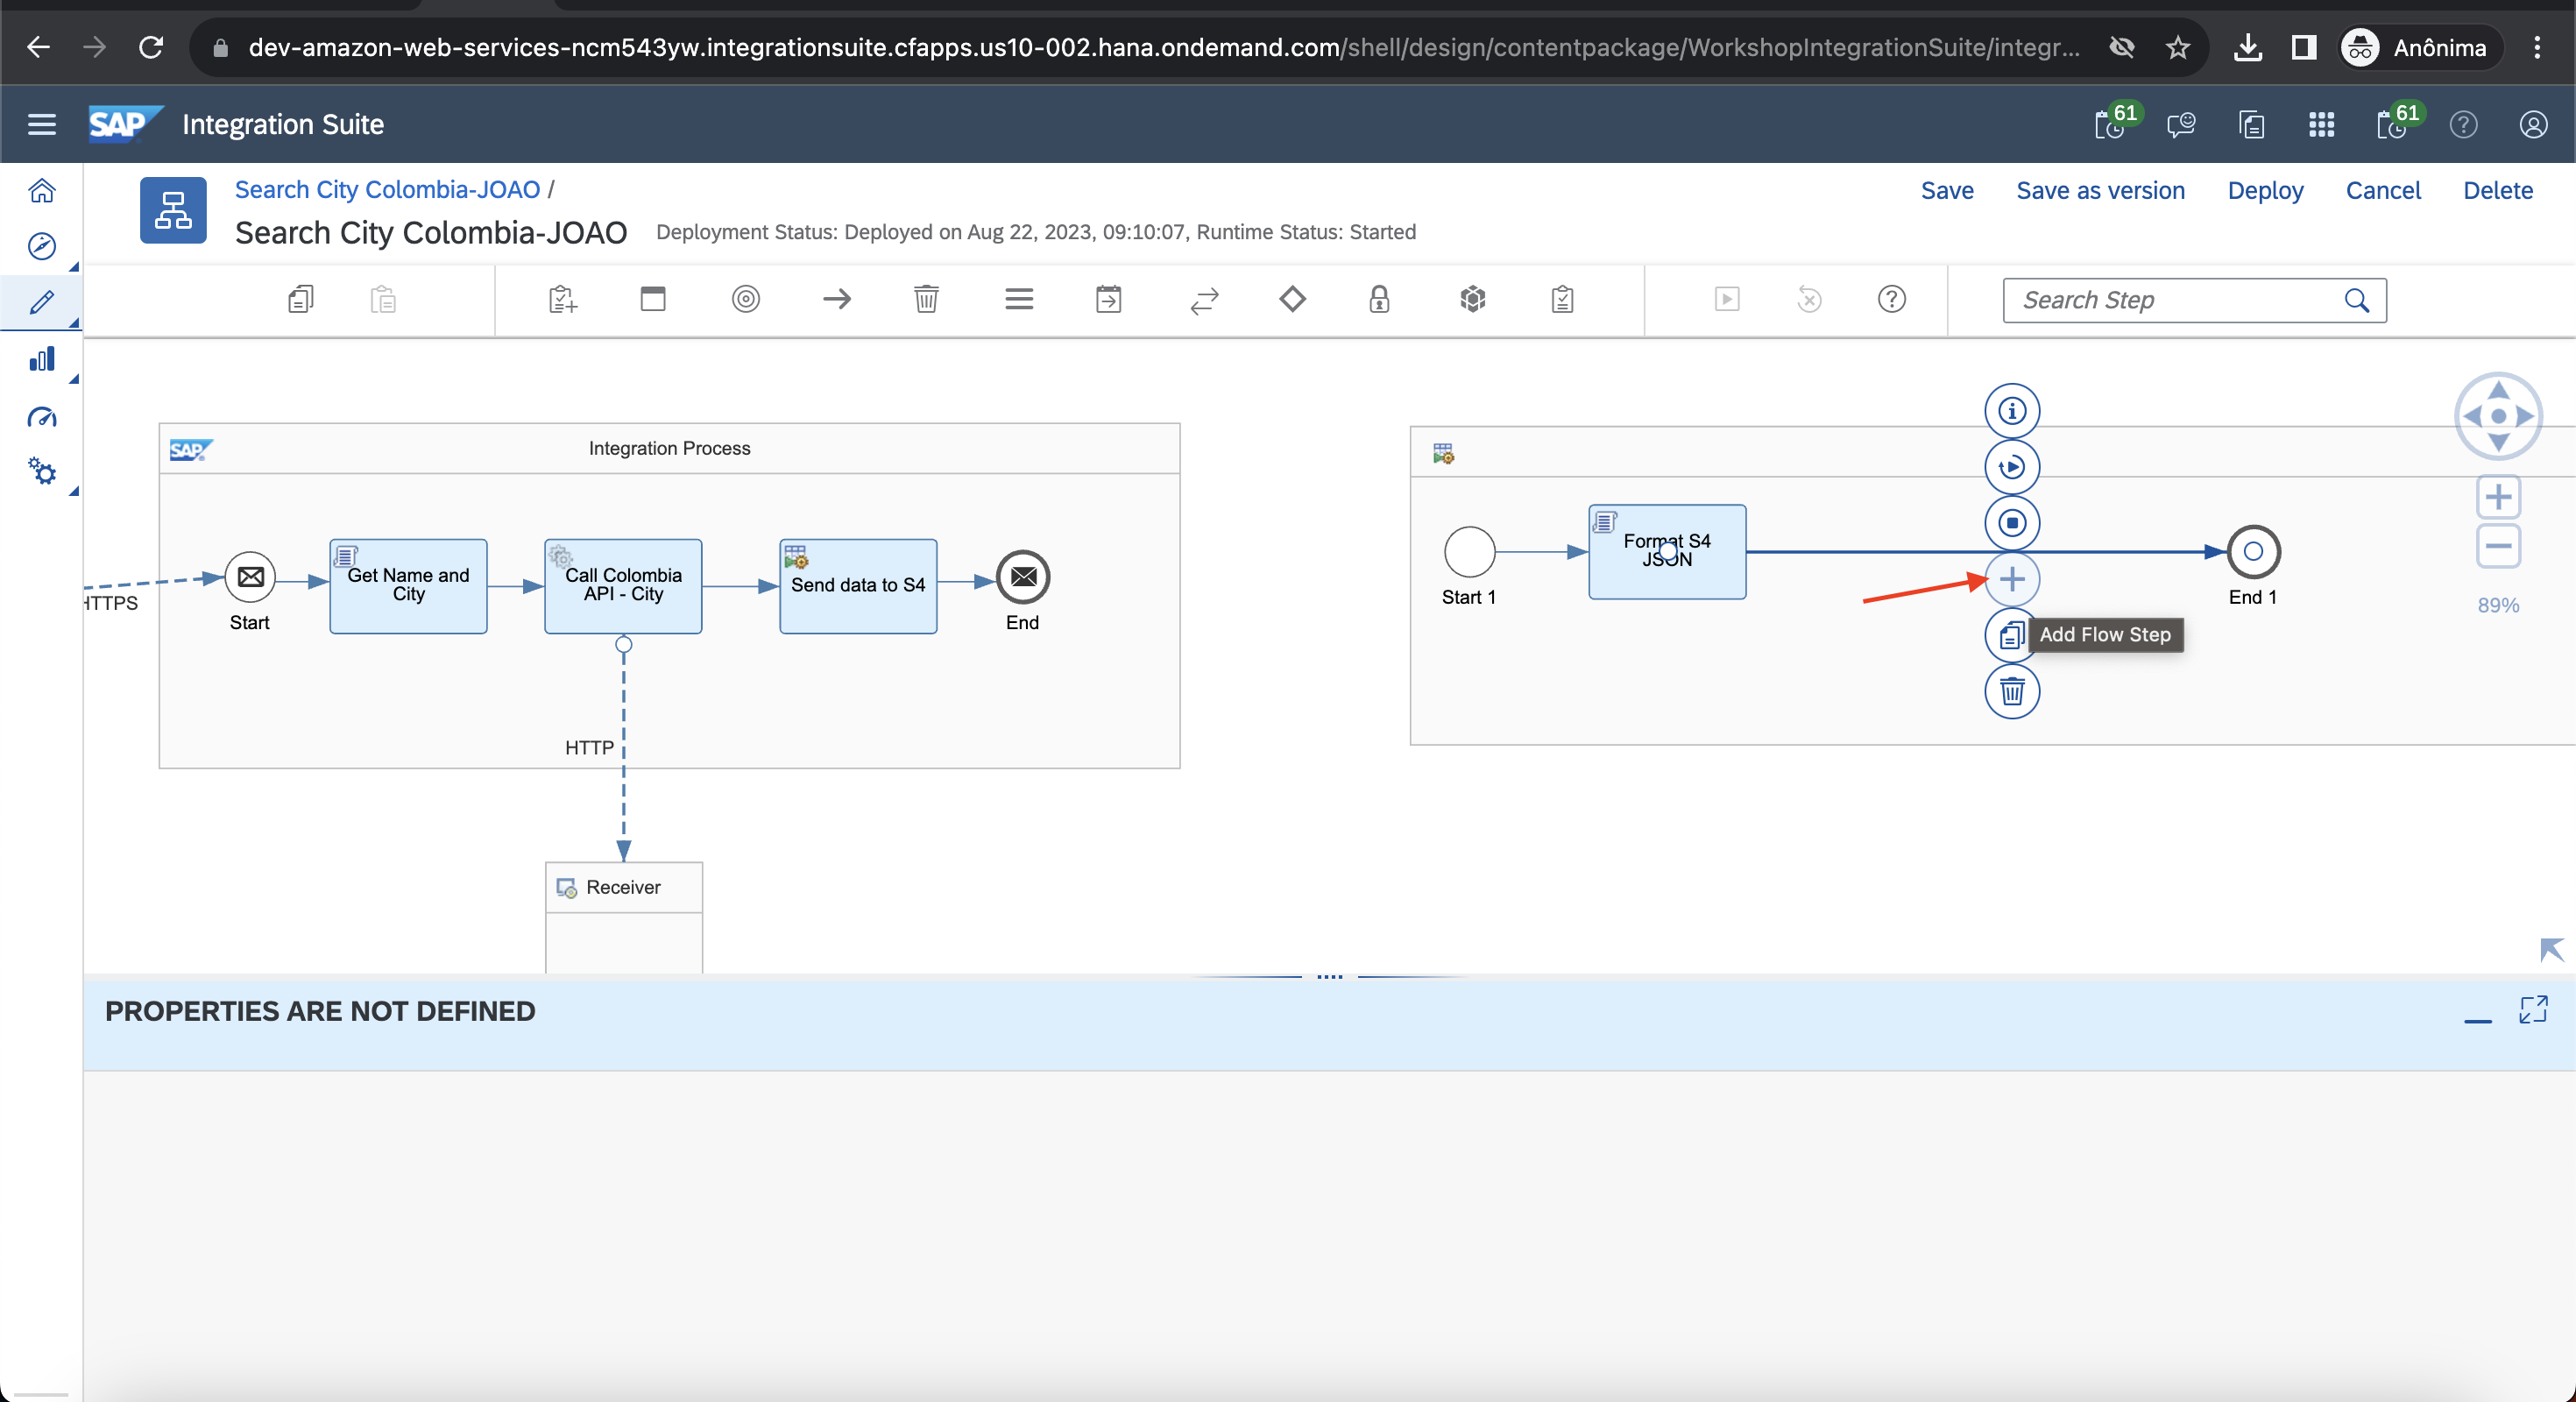 dev-amazon-web-services-ncm543yw.integrationsuite.cfapps.us10-002.hana.ondemand.com/shell/design/contentpackage/WorkshopIntegrationSuite/integr...
Anônima
SAP Integration Suite
61
61
Search City Colombia-JOAO /
Save Save as version Deploy Cancel Delete
Search City Colombia-JOAO Deployment Status: Deployed on Aug 22, 2023, 09:10:07, Runtime Status: Started
Search Step
SAP Integration Process
HTTPS
Start
Get Name and
City
Call Colombia
API - City
Send data to S4
End
HTTP
Receiver
Start 1
Format S4
JSON
End 1
Add Flow Step
89%
PROPERTIES ARE NOT DEFINED